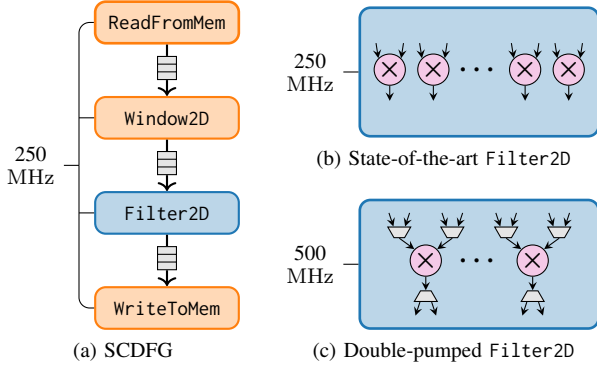 ReadFromMem
Window2D
250
MHz
Filter2D
WriteToMem
(a) SCDFG
250
MHz
(b) State-of-the-art Filter2D
500
MHz
(c) Double-pumped Filter2D